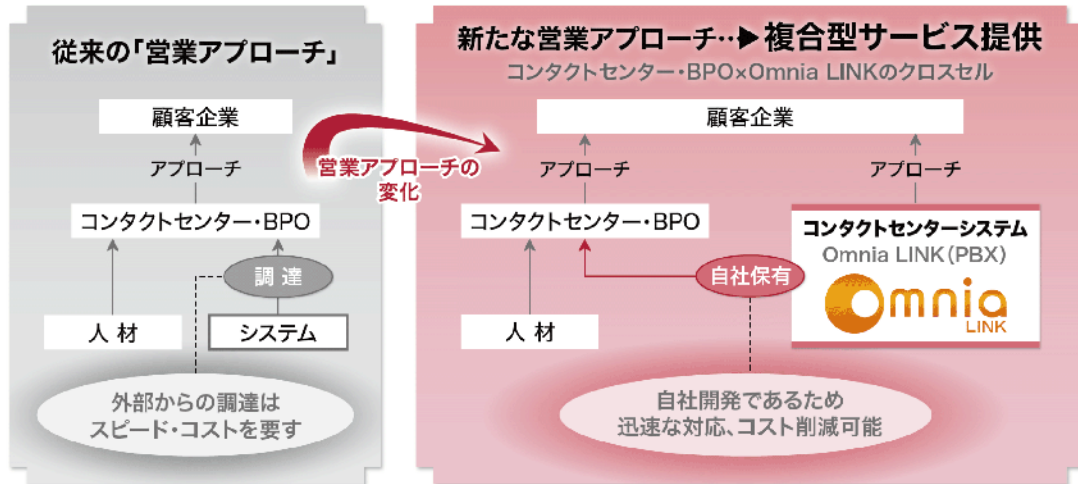 従来の「営業アプローチ」
顧客企業
アプローチ
コンタクトセンター・BPO
調達
人材
システム
外部からの調達は
スピード・コストを要す
営業アプローチの
変化
新たな営業アプローチ‥▶複合型サービス提供
コンタクトセンター・BPO×Omnia LINKのクロスセル
顧客企業
アプローチ
アプローチ
コンタクトセンター・BPO
コンタクトセンターシステム
Omnia LINK(PBX)
Omnia
LINK
自社保有
人材
自社開発であるため
迅速な対応、コスト削減可能